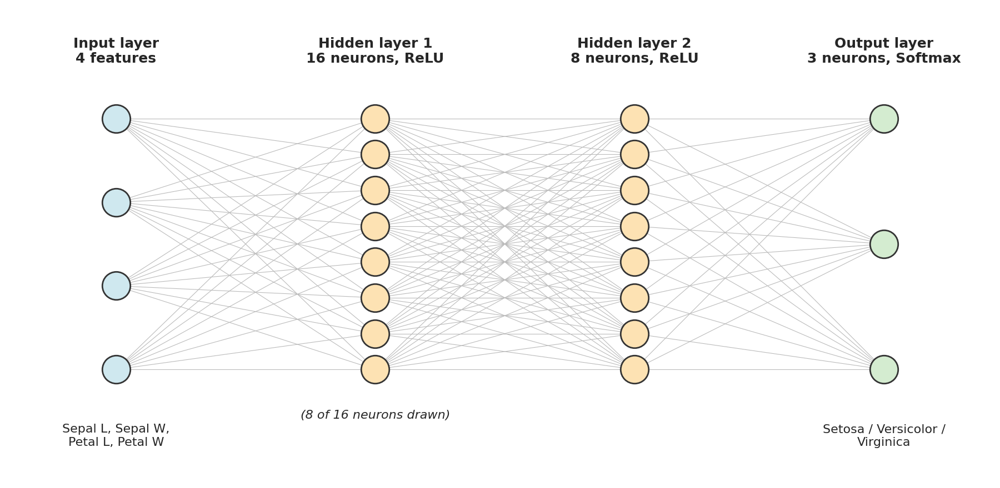 Input layer
4 features
Hidden layer 1
16 neurons, ReLU
Hidden layer 2
8 neurons, ReLU
Output layer
3 neurons, Softmax
(8 of 16 neurons drawn)
Sepal L, Sepal W,
Petal L, Petal W
Setosa / Versicolor /
Virginica